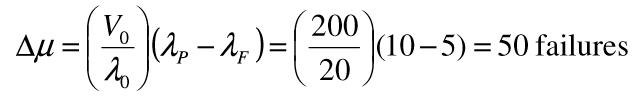 Δμ = (V₀/λ₀)(λ_P − λ_F) = (200/20)(10−5) = 50 failures